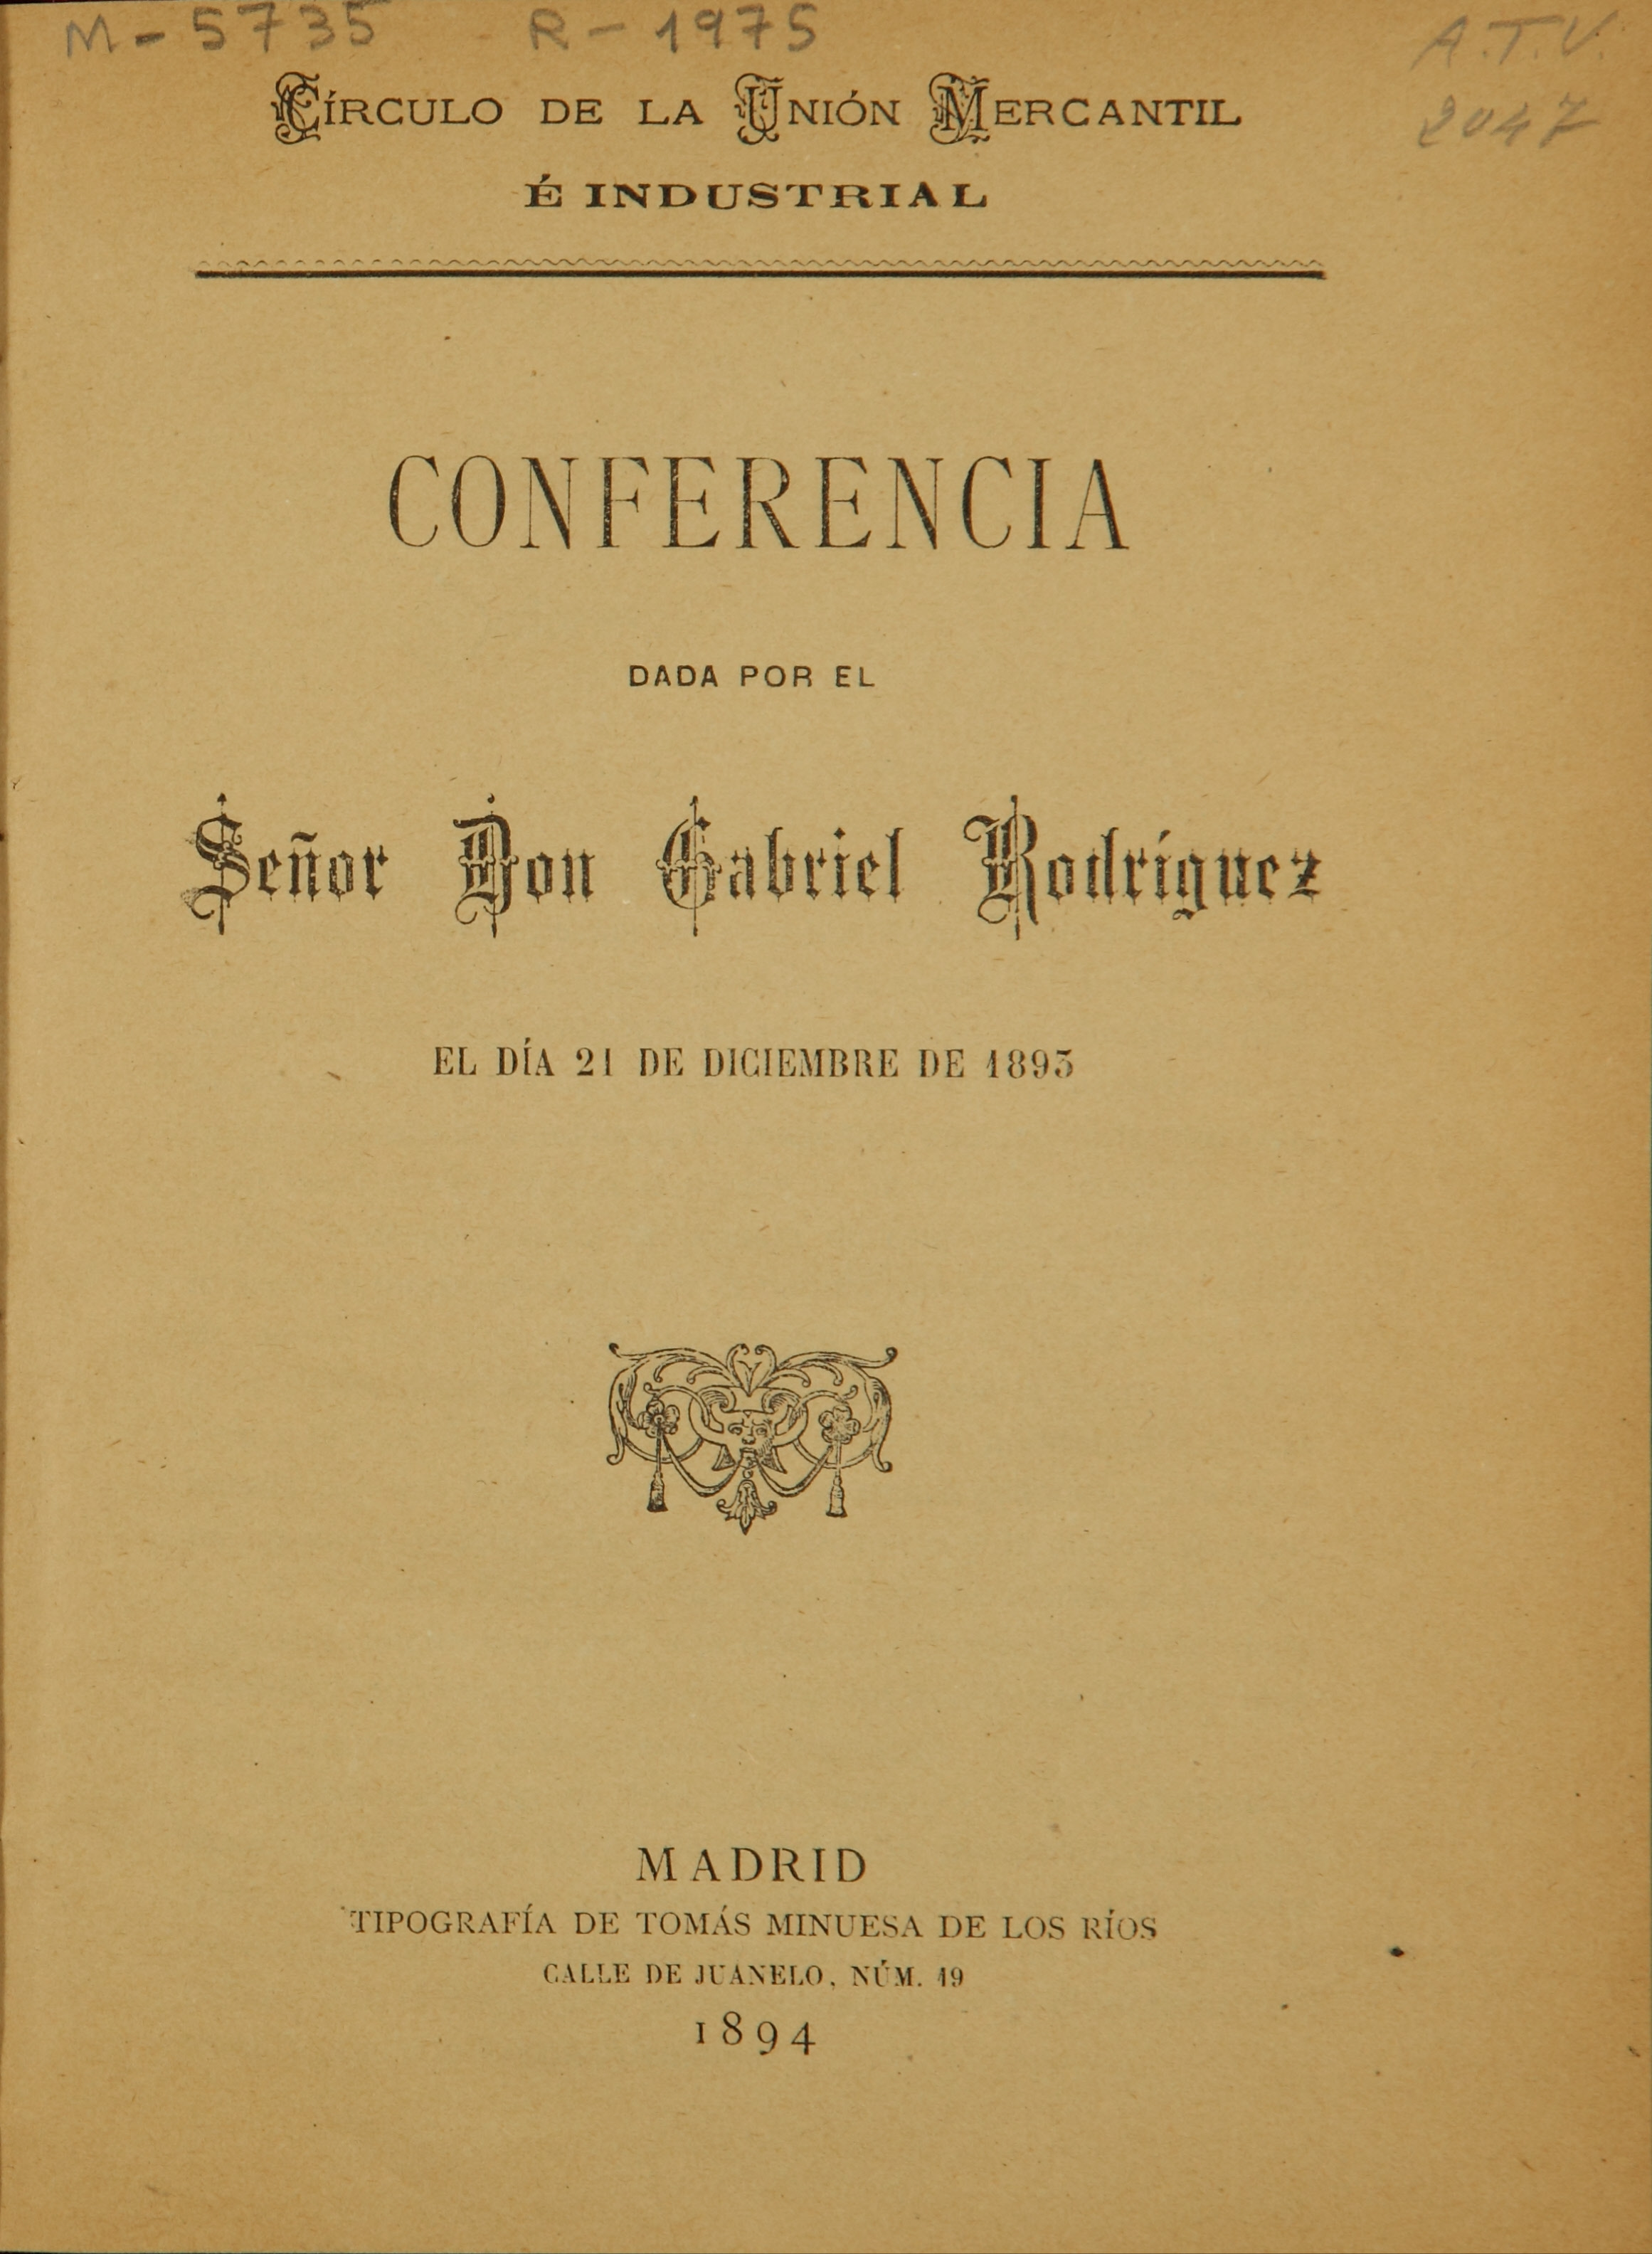 M-5735 R-1975
A.T.V.
2047
CÍRCULO DE LA UNIÓN MERCANTIL
É INDUSTRIAL
CONFERENCIA
DADA POR EL
Señor Don Gabriel Rodríguez
EL DÍA 21 DE DICIEMBRE DE 1893
MADRID
TIPOGRAFÍA DE TOMÁS MINUESA DE LOS RÍOS
CALLE DE JUANELO, NÚM. 19
1894